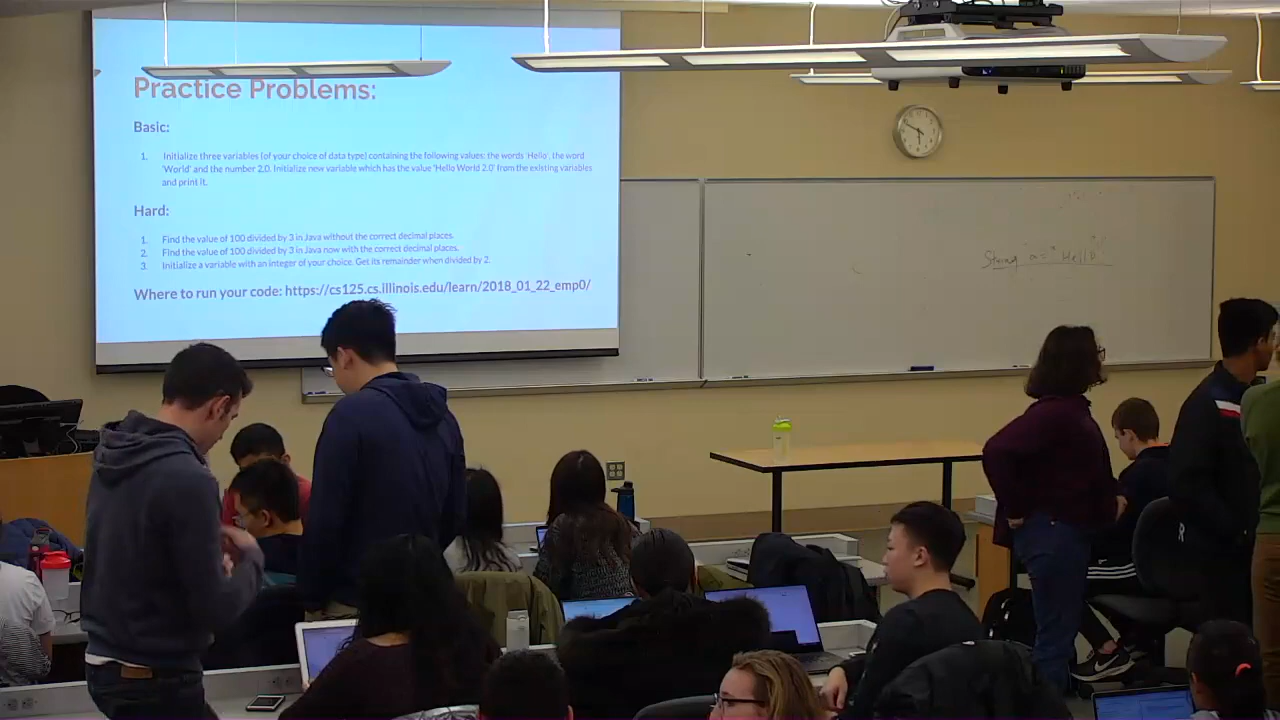 Practice Problems:
Basic:
1. Initialize three variables (of your choice of data type) containing the following values: the words 'Hello', the word
'World' and the number 2.0. Initialize new variable which has the value 'Hello World 2.0' from the existing variables
and print it.
Hard:
1. Find the value of 100 divided by 3 in Java without the correct decimal places.
2. Find the value of 100 divided by 3 in Java now with the correct decimal places.
3. Initialize a variable with an integer of your choice. Get its remainder when divided by 2.
Where to run your code: https://cs125.cs.illinois.edu/learn/2018_01_22_emp0/
String a = "Hello"